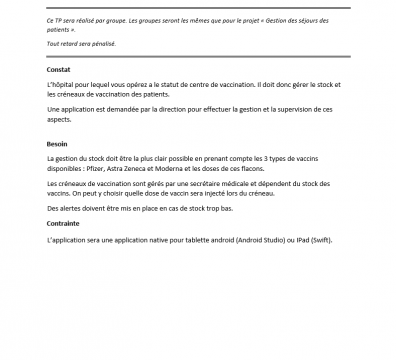 Ce TP sera réalisé par groupe. Les groupes seront les mêmes que pour le projet « Gestion des séjours des
patients ».
Tout retard sera pénalisé.
Constat
L'hôpital pour lequel vous opérez a le statut de centre de vaccination. Il doit donc gérer le stock et
les créneaux de vaccination des patients.
Une application est demandée par la direction pour effectuer la gestion et la supervision de ces
aspects.
Besoin
La gestion du stock doit être la plus clair possible en prenant compte les 3 types de vaccins
disponibles : Pfizer, Astra Zeneca et Moderna et les doses de ces flacons.
Les créneaux de vaccination sont gérés par une secrétaire médicale et dépendent du stock des
vaccins. On peut y choisir quelle dose de vaccin sera injecté lors du créneau.
Des alertes doivent être mis en place en cas de stock trop bas.
Contrainte
L'application sera une application native pour tablette android (Android Studio) ou IPad (Swift).